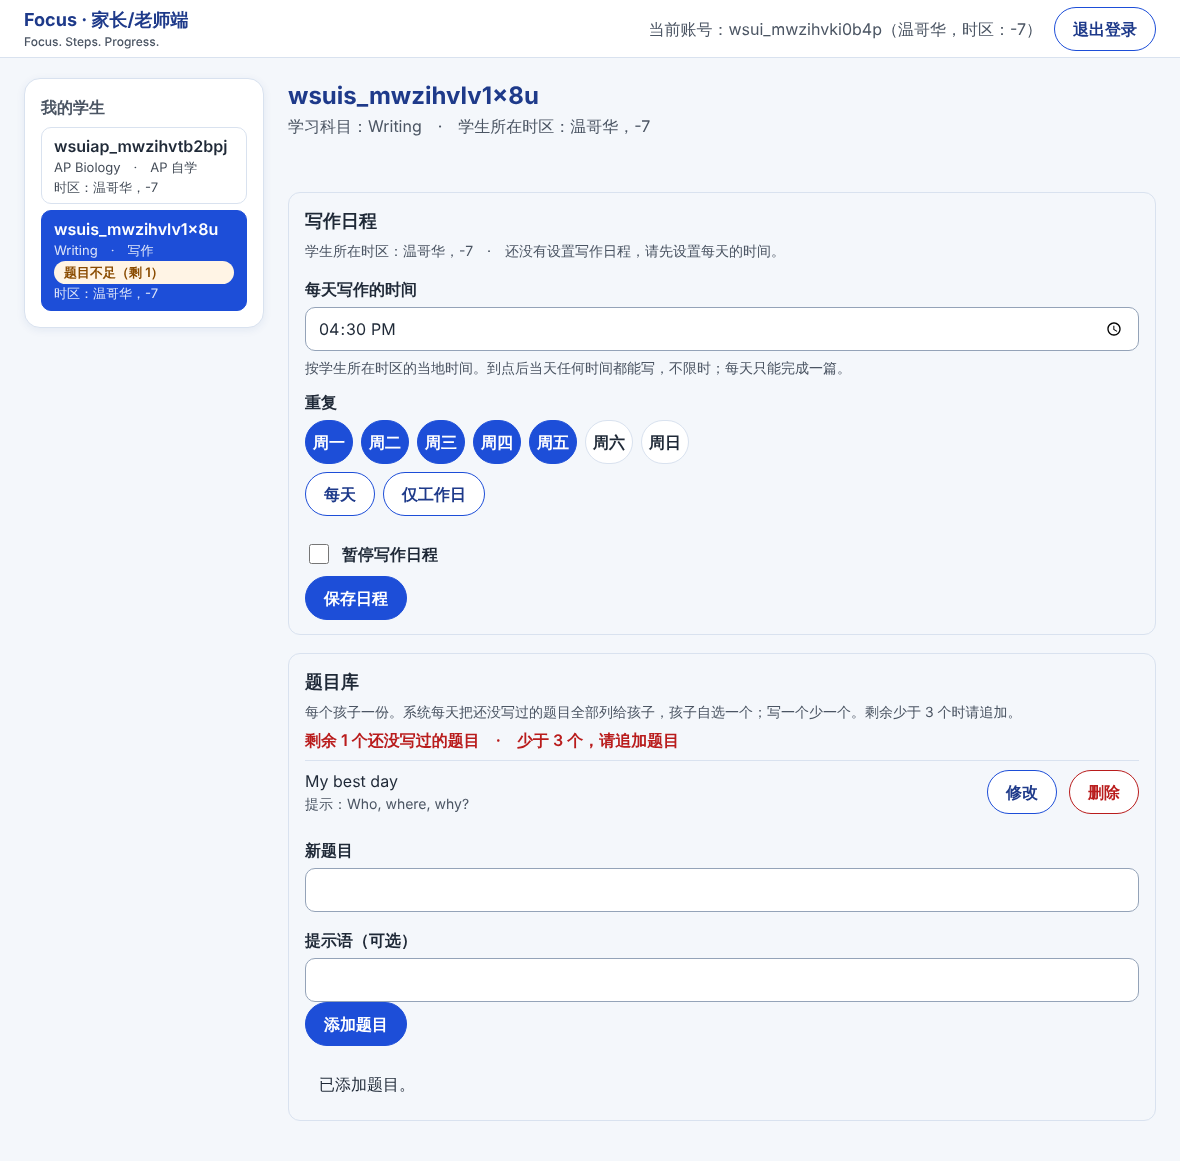 Focus · 家长/老师端
Focus. Steps. Progress.
当前账号：wsui_mwzihvki0b4p（温哥华，时区：-7）
退出登录
我的学生
wsuiap_mwzihvtb2bpj
AP Biology · AP 自学
时区：温哥华，-7
wsuis_mwzihvlv1x8u
Writing · 写作
题目不足（剩 1）
时区：温哥华，-7
wsuis_mwzihvlv1x8u
学习科目：Writing · 学生所在时区：温哥华，-7
写作日程
学生所在时区：温哥华，-7 · 还没有设置写作日程，请先设置每天的时间。
每天写作的时间
04:30 PM
按学生所在时区的当地时间。到点后当天任何时间都能写，不限时；每天只能完成一篇。
重复
周一 周二 周三 周四 周五 周六 周日
每天 仅工作日
暂停写作日程
保存日程
题目库
每个孩子一份。系统每天把还没写过的题目全部列给孩子，孩子自选一个；写一个少一个。剩余少于 3 个时请追加。
剩余 1 个还没写过的题目 · 少于 3 个，请追加题目
My best day
提示：Who, where, why?
修改 删除
新题目
提示语（可选）
添加题目
已添加题目。